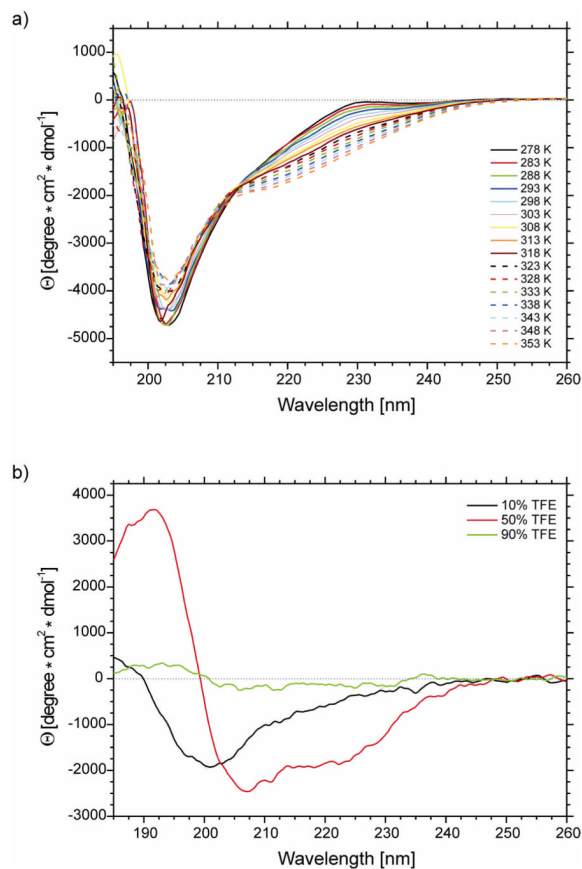 a)
1000
0
-1000
-2000
-3000
-4000
-5000
Θ [degree * cm² * dmol⁻¹]
278 K
283 K
288 K
293 K
298 K
303 K
308 K
313 K
318 K
323 K
328 K
333 K
338 K
343 K
348 K
353 K
200 210 220 230 240 250 260
Wavelength [nm]
b)
4000
3000
2000
1000
0
-1000
-2000
-3000
Θ [degree * cm² * dmol⁻¹]
10% TFE
50% TFE
90% TFE
190 200 210 220 230 240 250 260
Wavelength [nm]